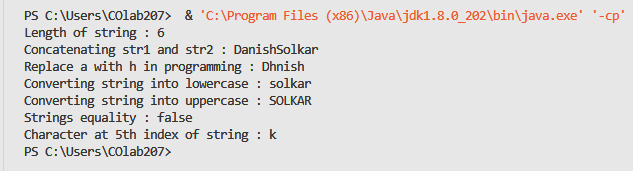 PS C:\Users\COlab207>  & 'C:\Program Files (x86)\Java\jdk1.8.0_202\bin\java.exe' '-cp'
Length of string : 6
Concatenating str1 and str2 : DanishSolkar
Replace a with h in programming : Dhnish
Converting string into lowercase : solkar
Converting string into uppercase : SOLKAR
Strings equality : false
Character at 5th index of string : k
PS C:\Users\COlab207>